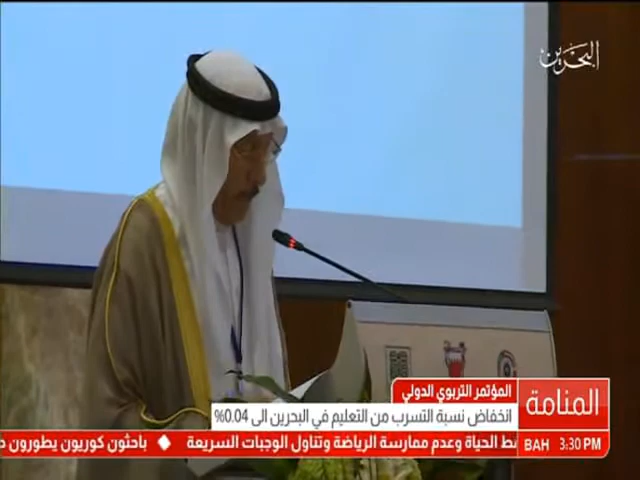 البحرين
المؤتمر التربوي الدولي
انخفاض نسبة التسرب من التعليم في البحرين الى 0.04%
المنامة
BAH 3:30 PM
الحياة وعدم ممارسة الرياضة وتناول الوجبات السريعة ◆ باحثون كوريون يطورون